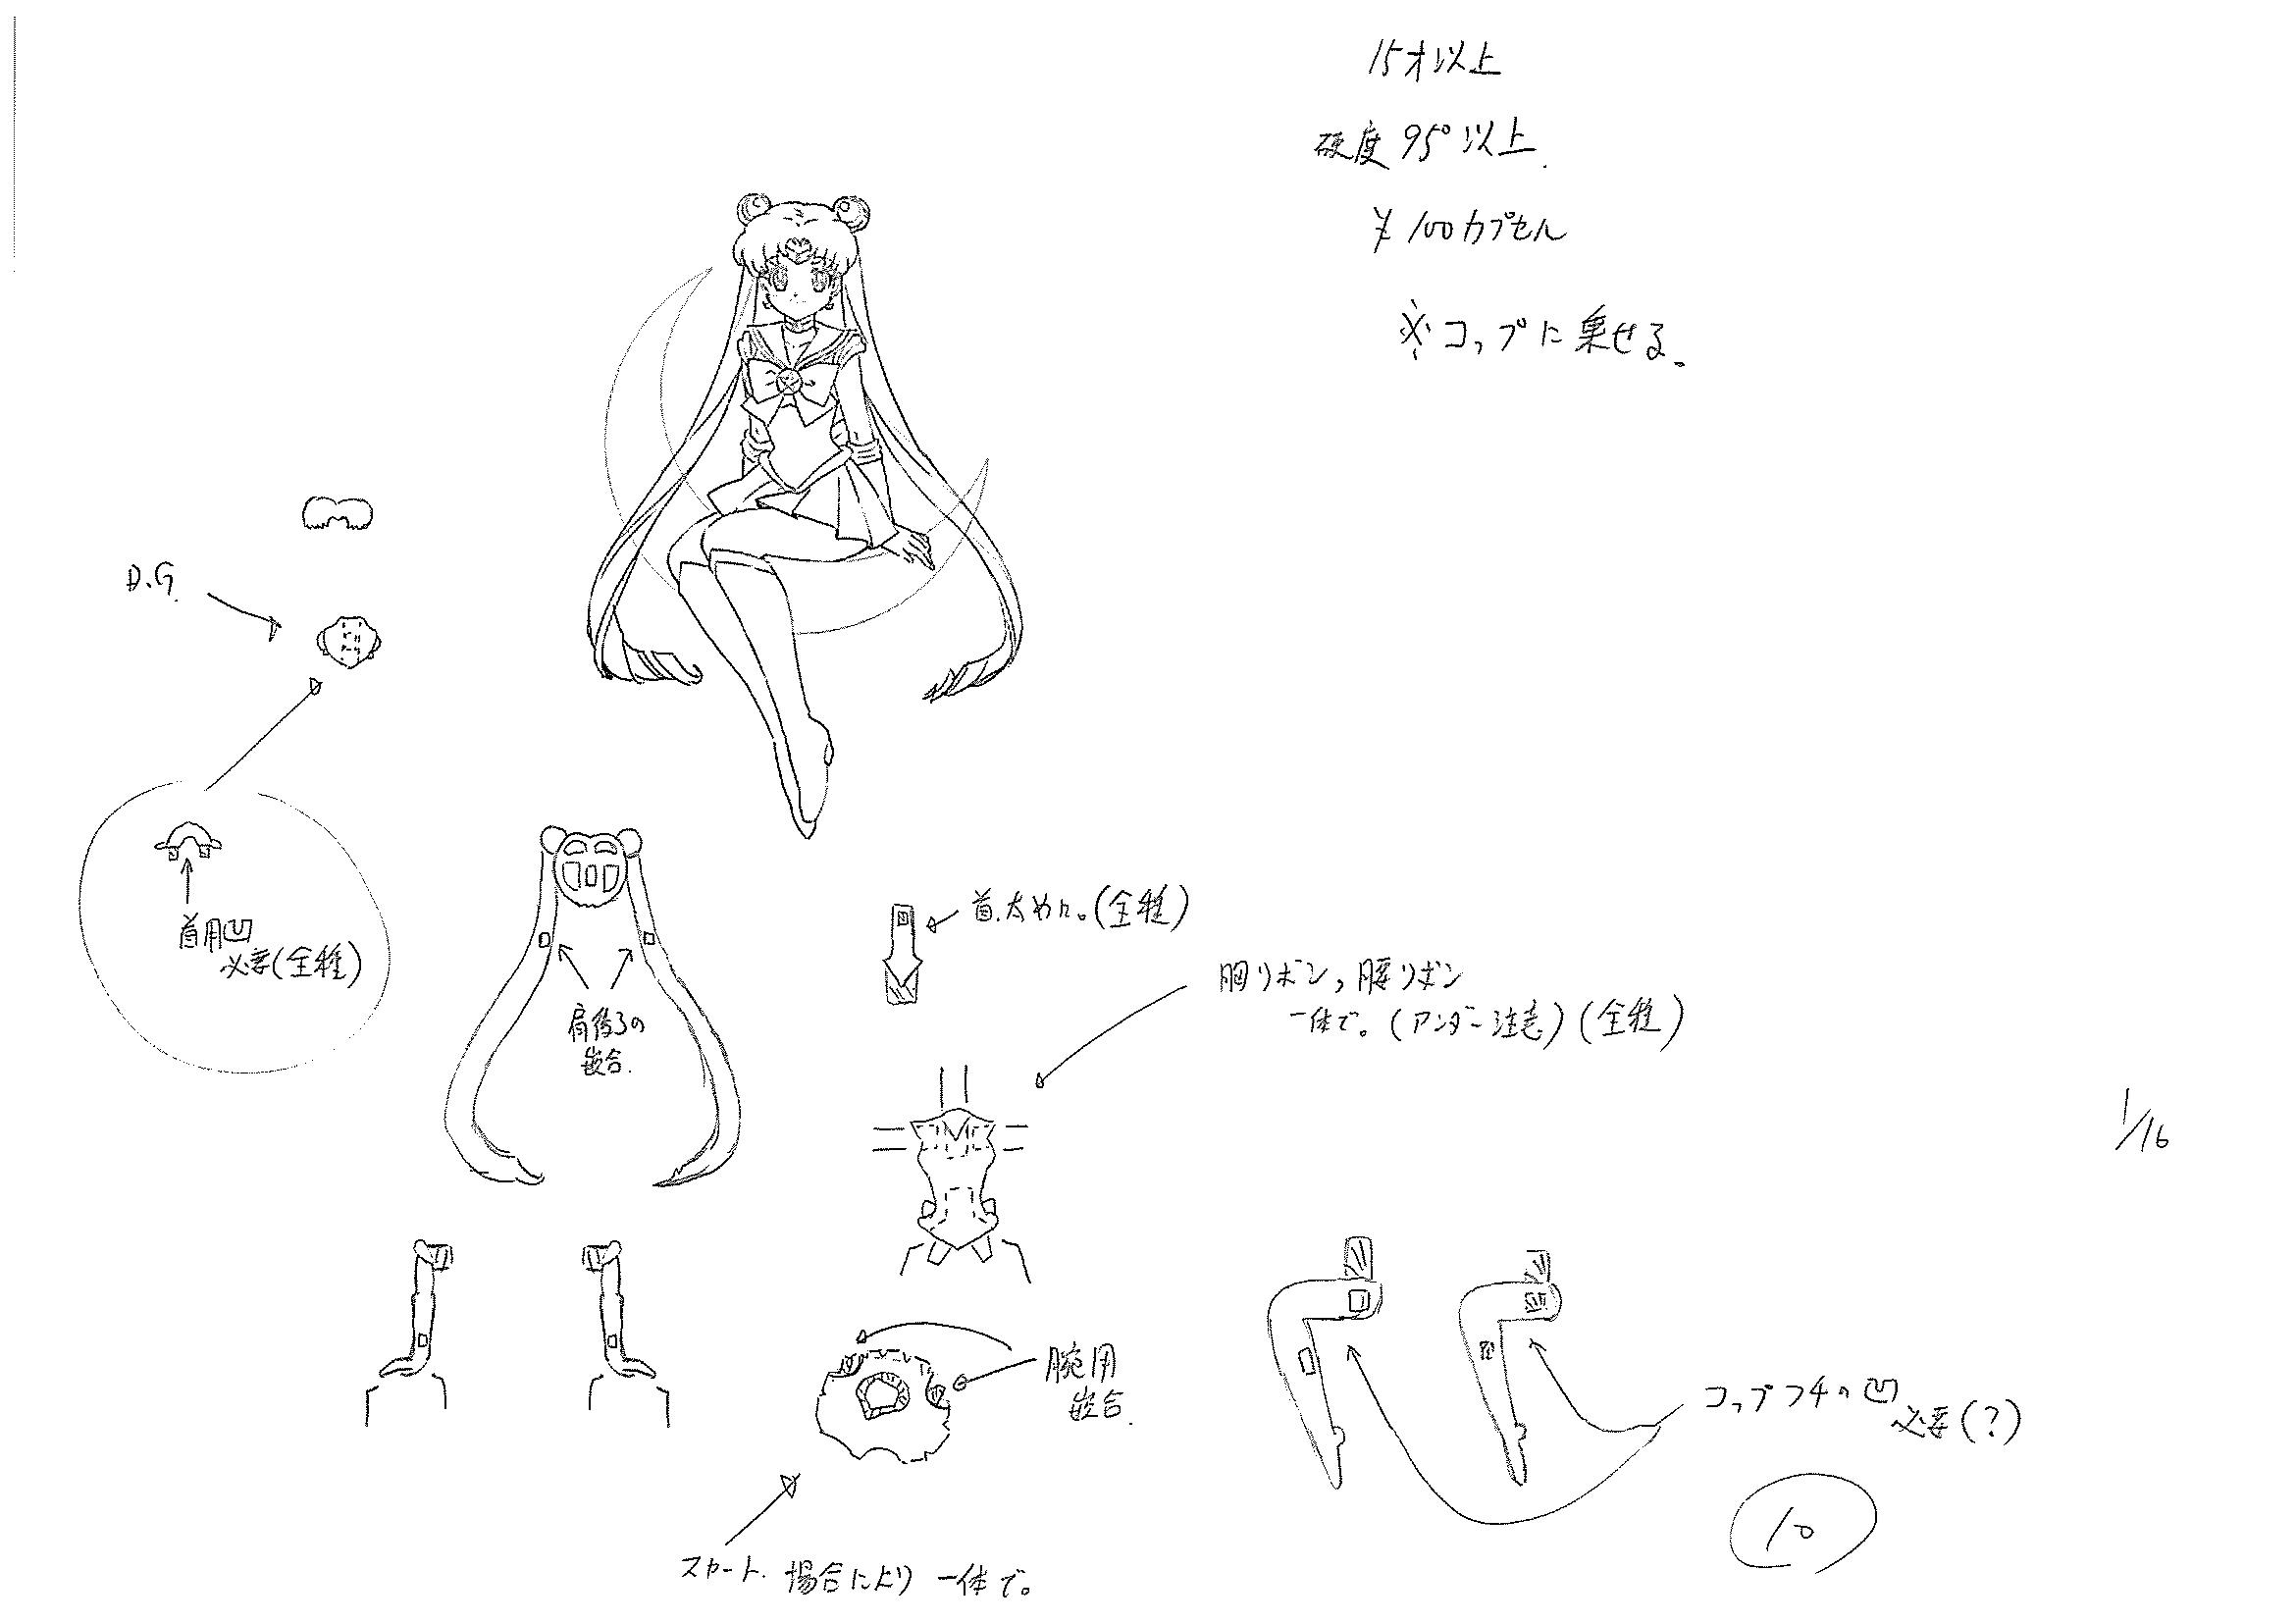 15才以上
硬度 95°以上.
¥100カプセル
※コップに乗せる。
D.G.
首用凹
必要(全種)
肩後ろの
嵌合.
首.太めに。(全種)
胸リボン,腰リボン
一体で。(アンダー注意)(全種)
1/16
腕用
嵌合.
コップフチの凹
必要(?)
10
スカート.場合により一体で。